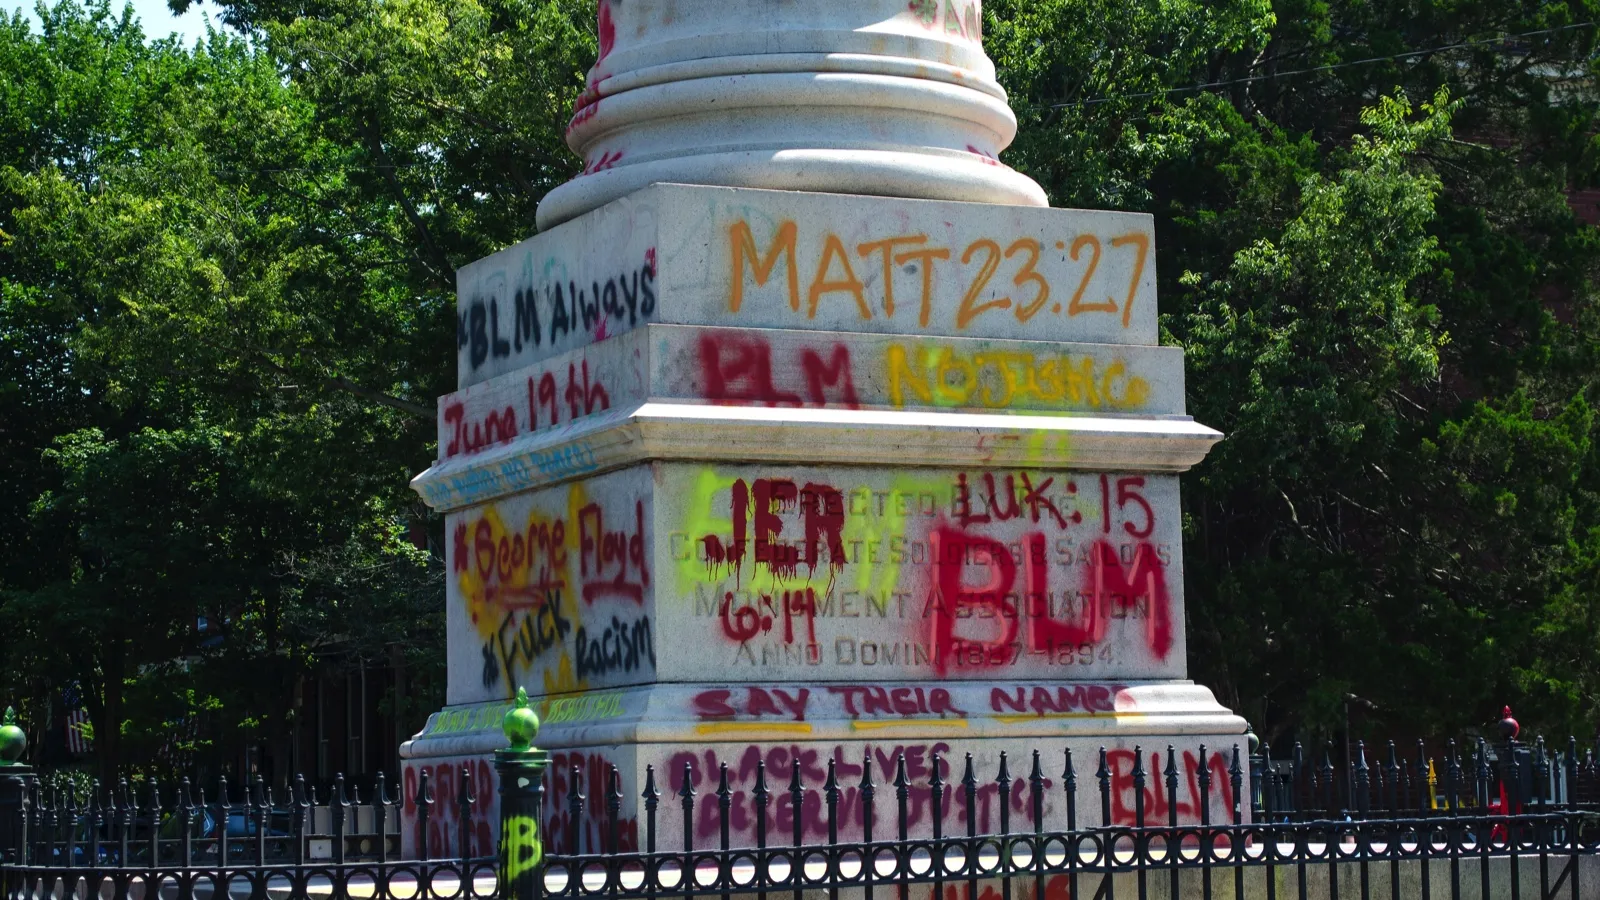 *BLM Always
MATT 23:27
June 19th
BLM
NO JUSTICE
*George Floyd
*Fuck Racism
JER
6:14
LUK: 15
BLM
ERECTED BY THE
CONFEDERATE SOLDIERS & SAILORS
MONUMENT ASSOCIATION
ANNO DOMINI 1887-1894.
SAY THEIR NAMES
DEFUND
DEFEND
BLACK LIVES
DESERVE JUSTICE
BLM
B